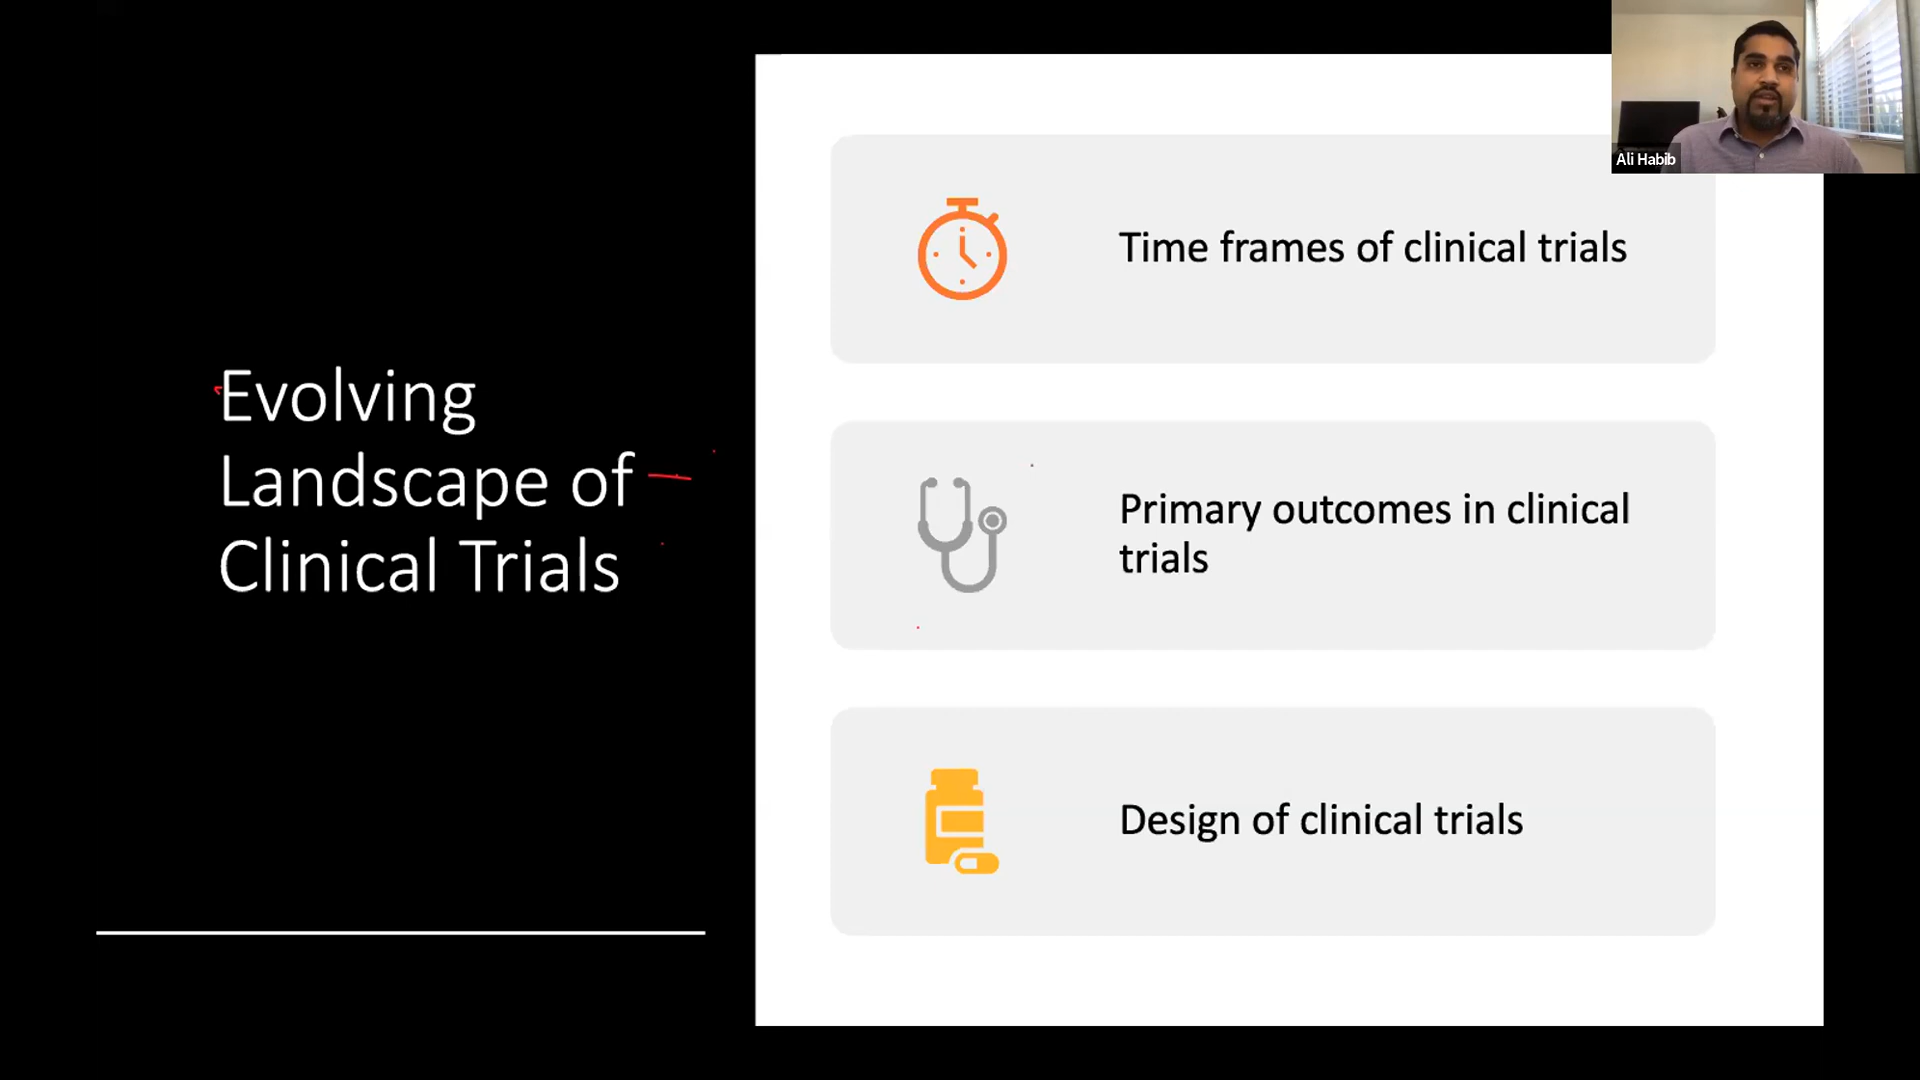 Evolving
Landscape of
Clinical Trials
Time frames of clinical trials
Primary outcomes in clinical
trials
Design of clinical trials
Ali Habib